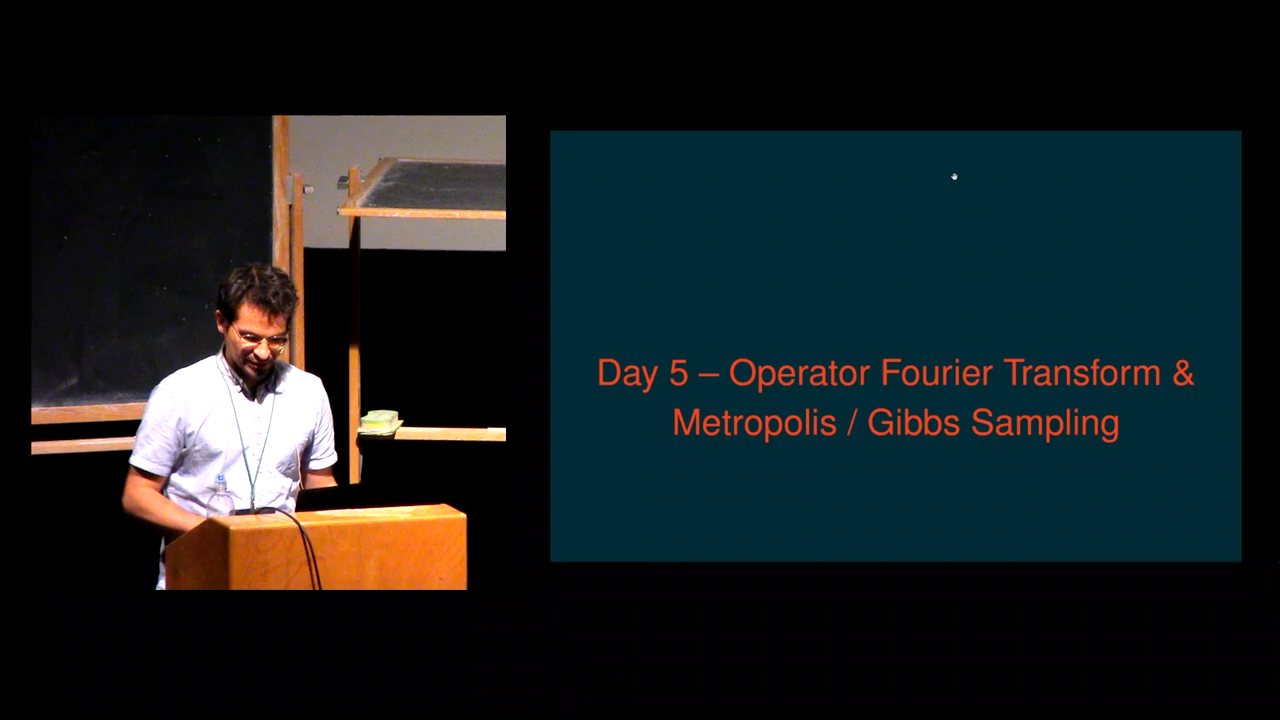 Day 5 – Operator Fourier Transform &
Metropolis / Gibbs Sampling